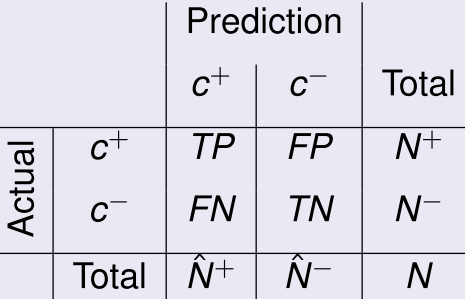 Prediction
c⁺ c⁻ Total
Actual
c⁺ TP FP N⁺
c⁻ FN TN N⁻
Total N̂⁺ N̂⁻ N